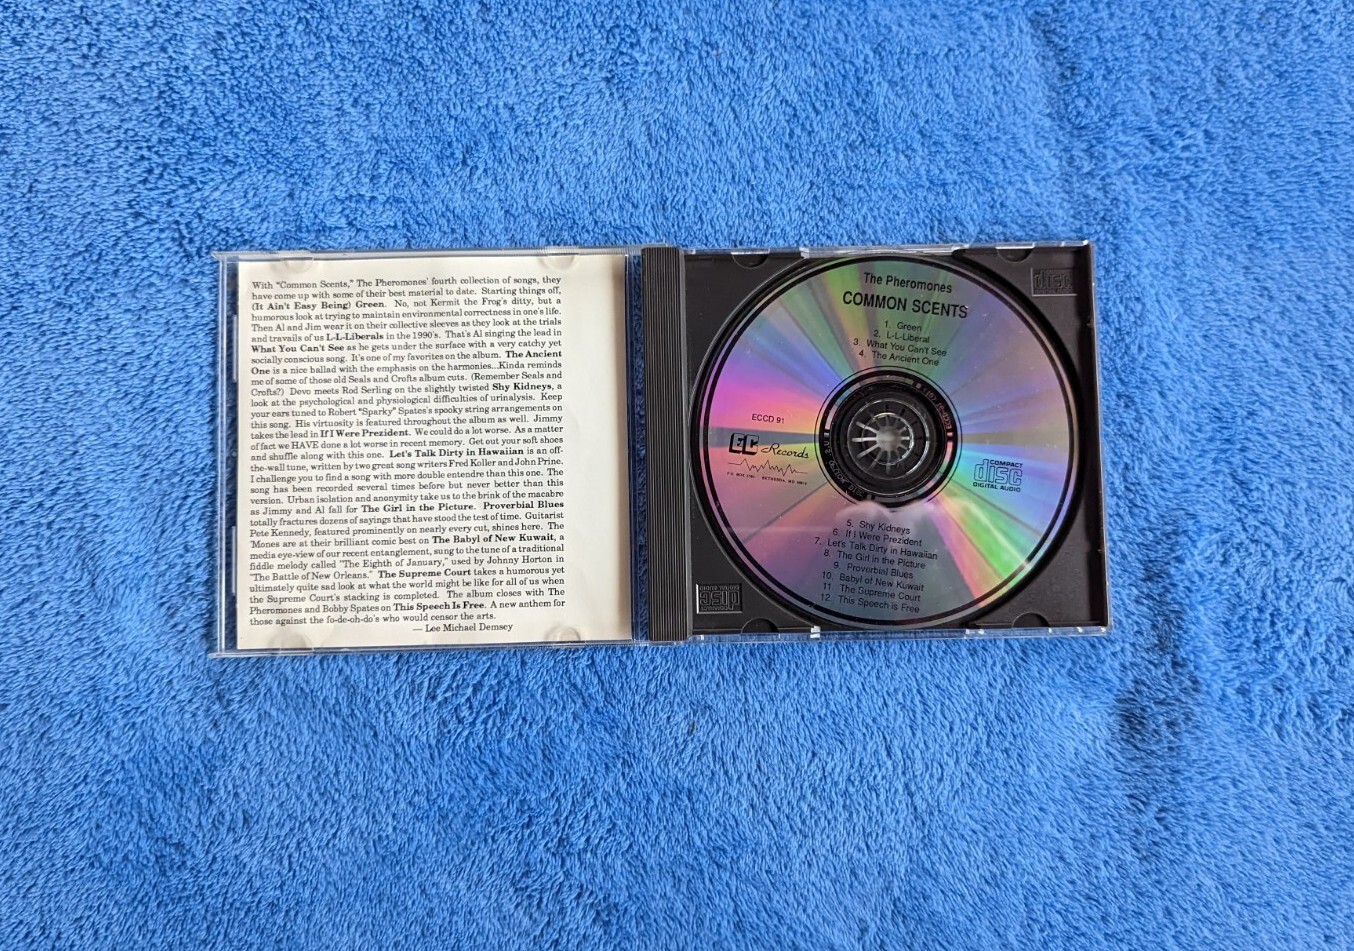 With "Common Scents," The Pheromones' fourth collection of songs, they
have come up with some of their best material to date. Starting things off,
(It Ain't Easy Being) Green. No, not Kermit the Frog's ditty, but a
humorous look at trying to maintain environmental correctness in one's life.
Then Al and Jim wear it on their collective sleeves as they look at the trials
and travails of us L-L-Liberals in the 1990's. That's Al singing the lead in
What You Can't See as he gets under the surface with a very catchy yet
socially conscious song. It's one of my favorites on the album. The Ancient
One is a nice ballad with the emphasis on the harmonies...Kinda reminds
me of some of those old Seals and Crofts album cuts. (Remember Seals and
Crofts?) Devo meets Rod Serling on the slightly twisted Shy Kidneys, a
look at the psychological and physiological difficulties of urinalysis. Keep
your ears tuned to Robert "Sparky" Spates's spooky string arrangements on
this song. His virtuosity is featured throughout the album as well. Jimmy
takes the lead in If I Were Prezident. We could do a lot worse. As a matter
of fact we HAVE done a lot worse in recent memory. Get out your soft shoes
and shuffle along with this one. Let's Talk Dirty in Hawaiian is an off-
the-wall tune, written by two great song writers Fred Koller and John Prine.
I challenge you to find a song with more double entendre than this one. The
song has been recorded several times before but never better than this
version. Urban isolation and anonymity take us to the brink of the macabre
as Jimmy and Al fall for The Girl in the Picture. Proverbial Blues
totally fractures dozens of sayings that have stood the test of time. Guitarist
Pete Kennedy, featured prominently on nearly every cut, shines here. The
'Mones are at their brilliant comic best on The Babyl of New Kuwait, a
media eye-view of our recent entanglement, sung to the tune of a traditional
fiddle melody called "The Eighth of January," used by Johnny Horton in
"The Battle of New Orleans." The Supreme Court takes a humorous yet
ultimately quite sad look at what the world might be like for all of us when
the Supreme Court's stacking is completed. The album closes with The
Pheromones and Bobby Spates on This Speech Is Free. A new anthem for
those against the fo-de-oh-do's who would censor the arts.
— Lee Michael Demsey
The Pheromones
COMMON SCENTS
1. Green
2. L-L-Liberal
3. What You Can't See
4. The Ancient One
ECCD 91
EC Records
BETHESDA, MD
COMPACT
disc
DIGITAL AUDIO
5. Shy Kidneys
6. If I Were Prezident
7. Let's Talk Dirty in Hawaiian
8. The Girl in the Picture
9. Proverbial Blues
10. Babyl of New Kuwait
11. The Supreme Court
12. This Speech is Free
disc
COMPACT
disc
DIGITAL AUDIO